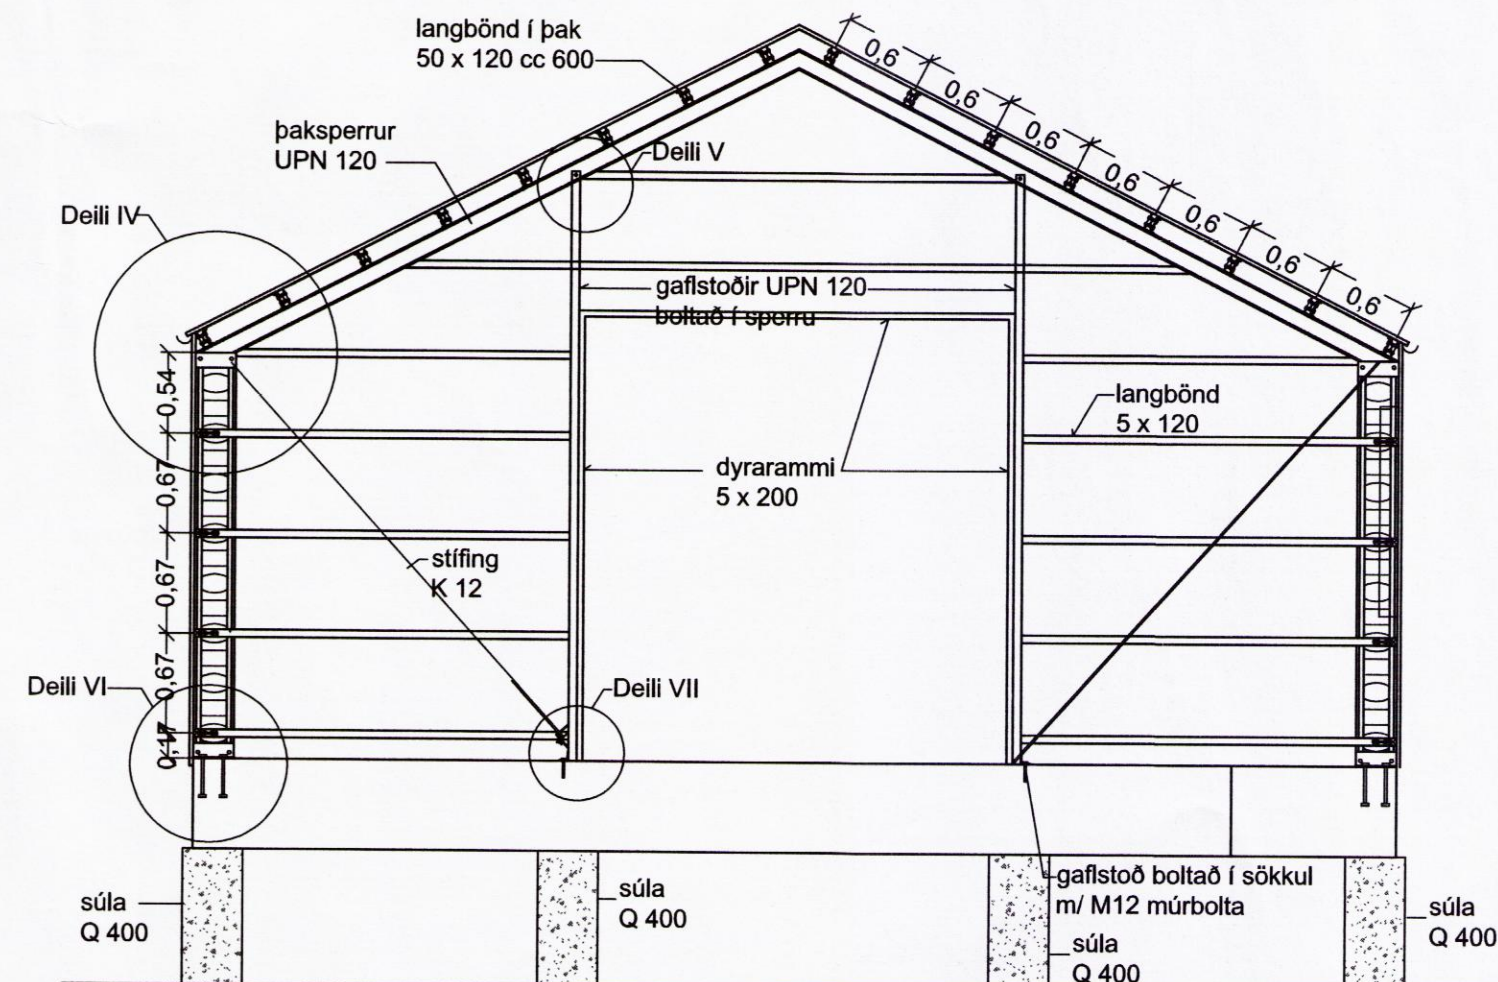 langbönd í þak
50 x 120 cc 600
þaksperrur
UPN 120
Deili IV
Deili V
0,6
0,6
0,6
0,6
0,6
0,6
0,6
gaflstoðir UPN 120
boltað í sperru
langbönd
5 x 120
dyrarammi
5 x 200
stífing
K 12
0,54
0,67
0,67
0,67
0,17
Deili VI
Deili VII
gaflstoð boltað í sökkul
m/ M12 múrbolta
súla
Q 400
súla
Q 400
súla
Q 400
súla
Q 400